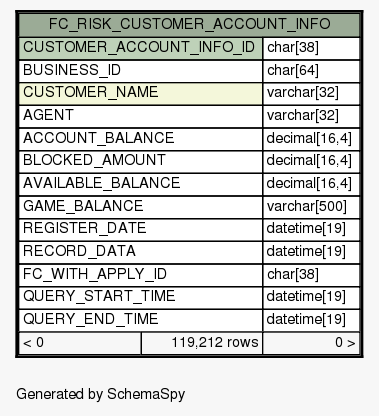 FC_RISK_CUSTOMER_ACCOUNT_INFO
CUSTOMER_ACCOUNT_INFO_ID char[38]
BUSINESS_ID char[64]
CUSTOMER_NAME varchar[32]
AGENT varchar[32]
ACCOUNT_BALANCE decimal[16,4]
BLOCKED_AMOUNT decimal[16,4]
AVAILABLE_BALANCE decimal[16,4]
GAME_BALANCE varchar[500]
REGISTER_DATE datetime[19]
RECORD_DATA datetime[19]
FC_WITH_APPLY_ID char[38]
QUERY_START_TIME datetime[19]
QUERY_END_TIME datetime[19]
< 0 119,212 rows 0 >
Generated by SchemaSpy